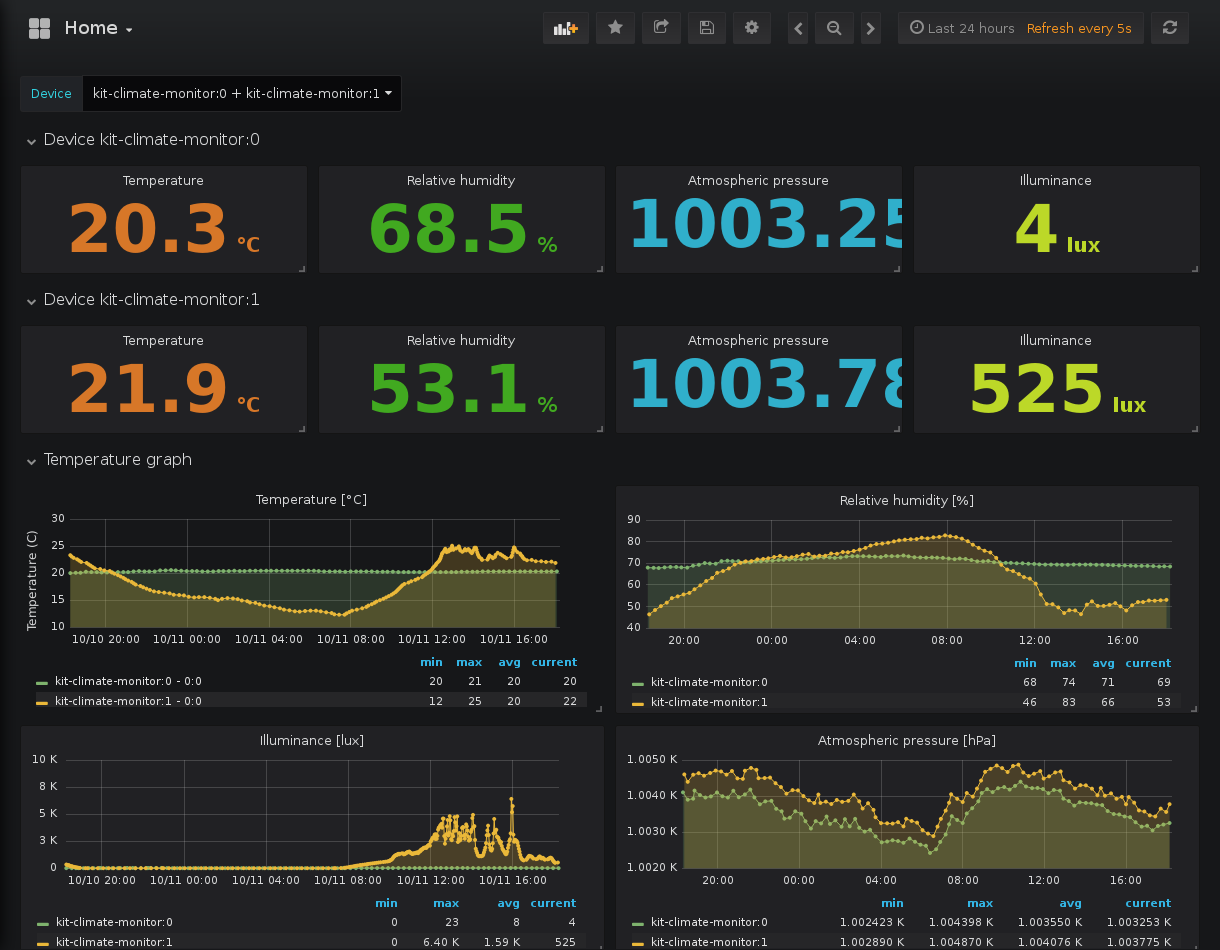 Home
Last 24 hours Refresh every 5s
Device kit-climate-monitor:0 + kit-climate-monitor:1
Device kit-climate-monitor:0
Temperature Relative humidity Atmospheric pressure Illuminance
20.3 °C 68.5 % 1003.25 4 lux
Device kit-climate-monitor:1
Temperature Relative humidity Atmospheric pressure Illuminance
21.9 °C 53.1 % 1003.78 525 lux
Temperature graph
Temperature [°C]
Temperature (C)
30
25
20
15
10
10/10 20:00 10/11 00:00 10/11 04:00 10/11 08:00 10/11 12:00 10/11 16:00
min max avg current
kit-climate-monitor:0 - 0:0 20 21 20 20
kit-climate-monitor:1 - 0:0 12 25 20 22
Relative humidity [%]
90
80
70
60
50
40
20:00 00:00 04:00 08:00 12:00 16:00
min max avg current
kit-climate-monitor:0 68 74 71 69
kit-climate-monitor:1 46 83 66 53
Illuminance [lux]
10 K
8 K
5 K
3 K
0
10/10 20:00 10/11 00:00 10/11 04:00 10/11 08:00 10/11 12:00 10/11 16:00
min max avg current
kit-climate-monitor:0 0 23 8 4
kit-climate-monitor:1 0 6.40 K 1.59 K 525
Atmospheric pressure [hPa]
1.0050 K
1.0040 K
1.0030 K
1.0020 K
20:00 00:00 04:00 08:00 12:00 16:00
min max avg current
kit-climate-monitor:0 1.002423 K 1.004398 K 1.003550 K 1.003253 K
kit-climate-monitor:1 1.002890 K 1.004870 K 1.004076 K 1.003775 K